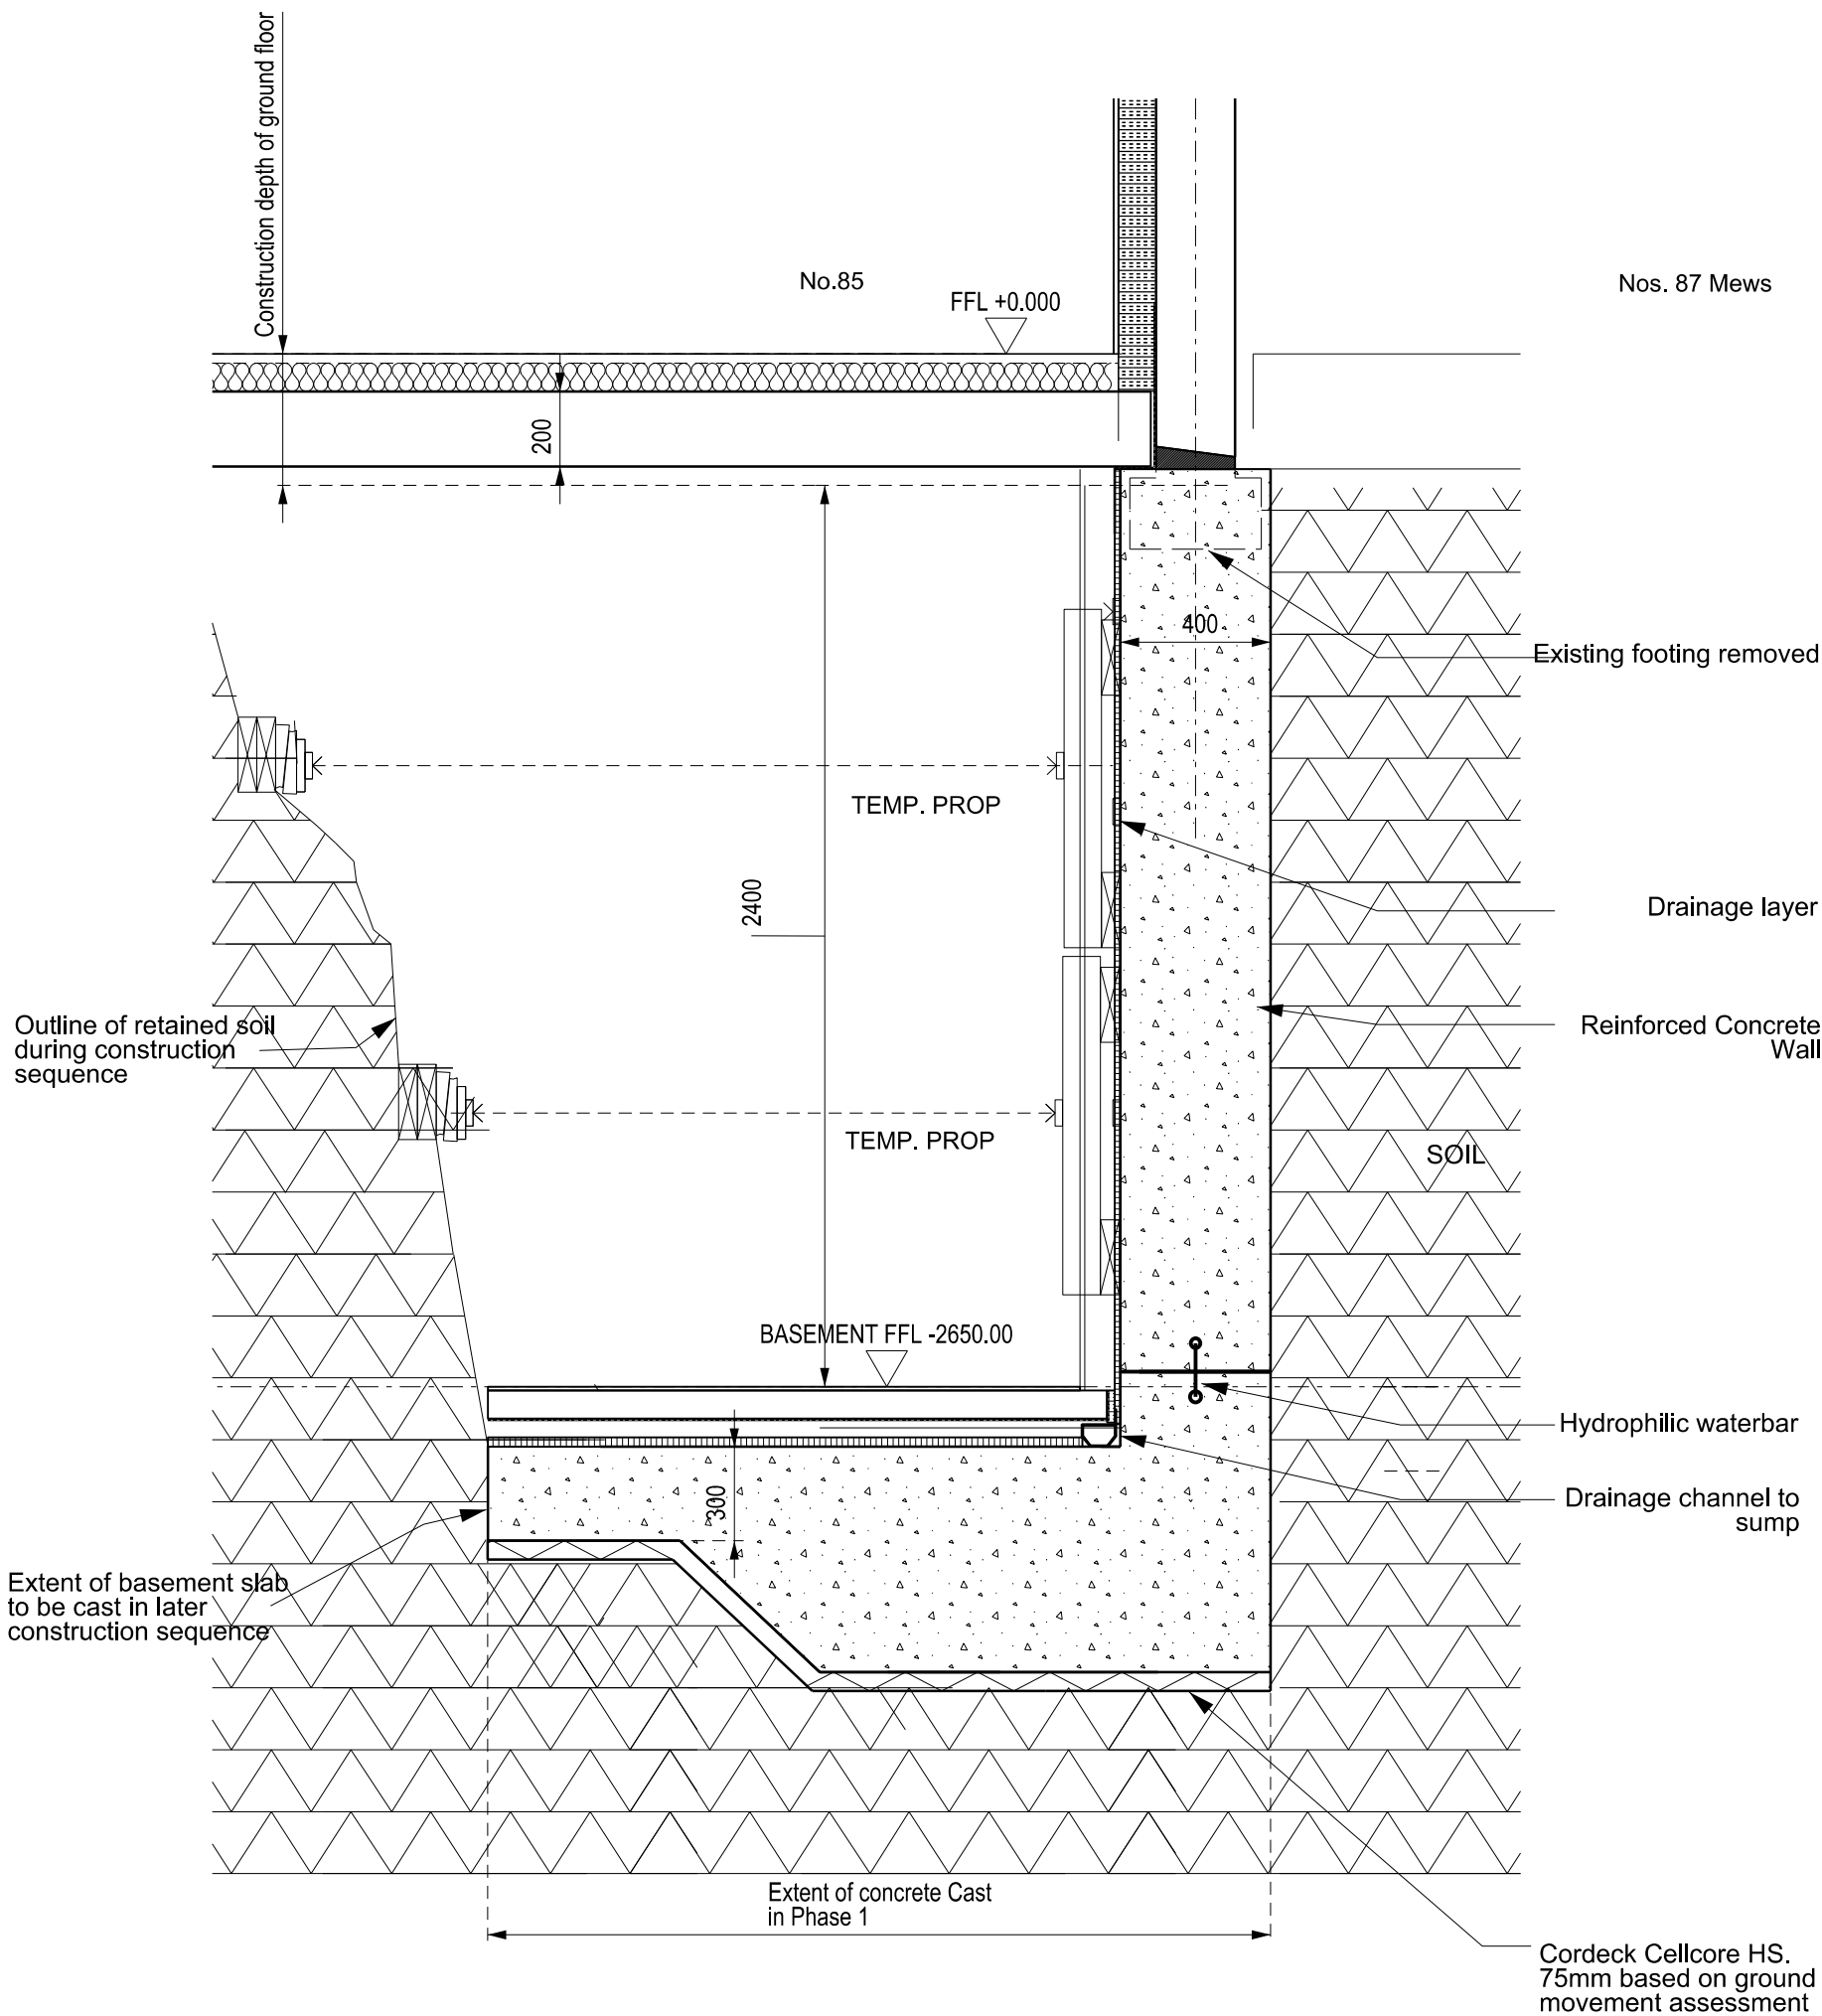 Construction depth of ground floor
No.85
Nos. 87 Mews
FFL +0.000
200
400
Existing footing removed
TEMP. PROP
2400
Drainage layer
Outline of retained soil
during construction
sequence
Reinforced Concrete
Wall
TEMP. PROP
SOIL
BASEMENT FFL -2650.00
Hydrophilic waterbar
300
Drainage channel to
sump
Extent of basement slab
to be cast in later
construction sequence
Extent of concrete Cast
in Phase 1
Cordeck Cellcore HS.
75mm based on ground
movement assessment